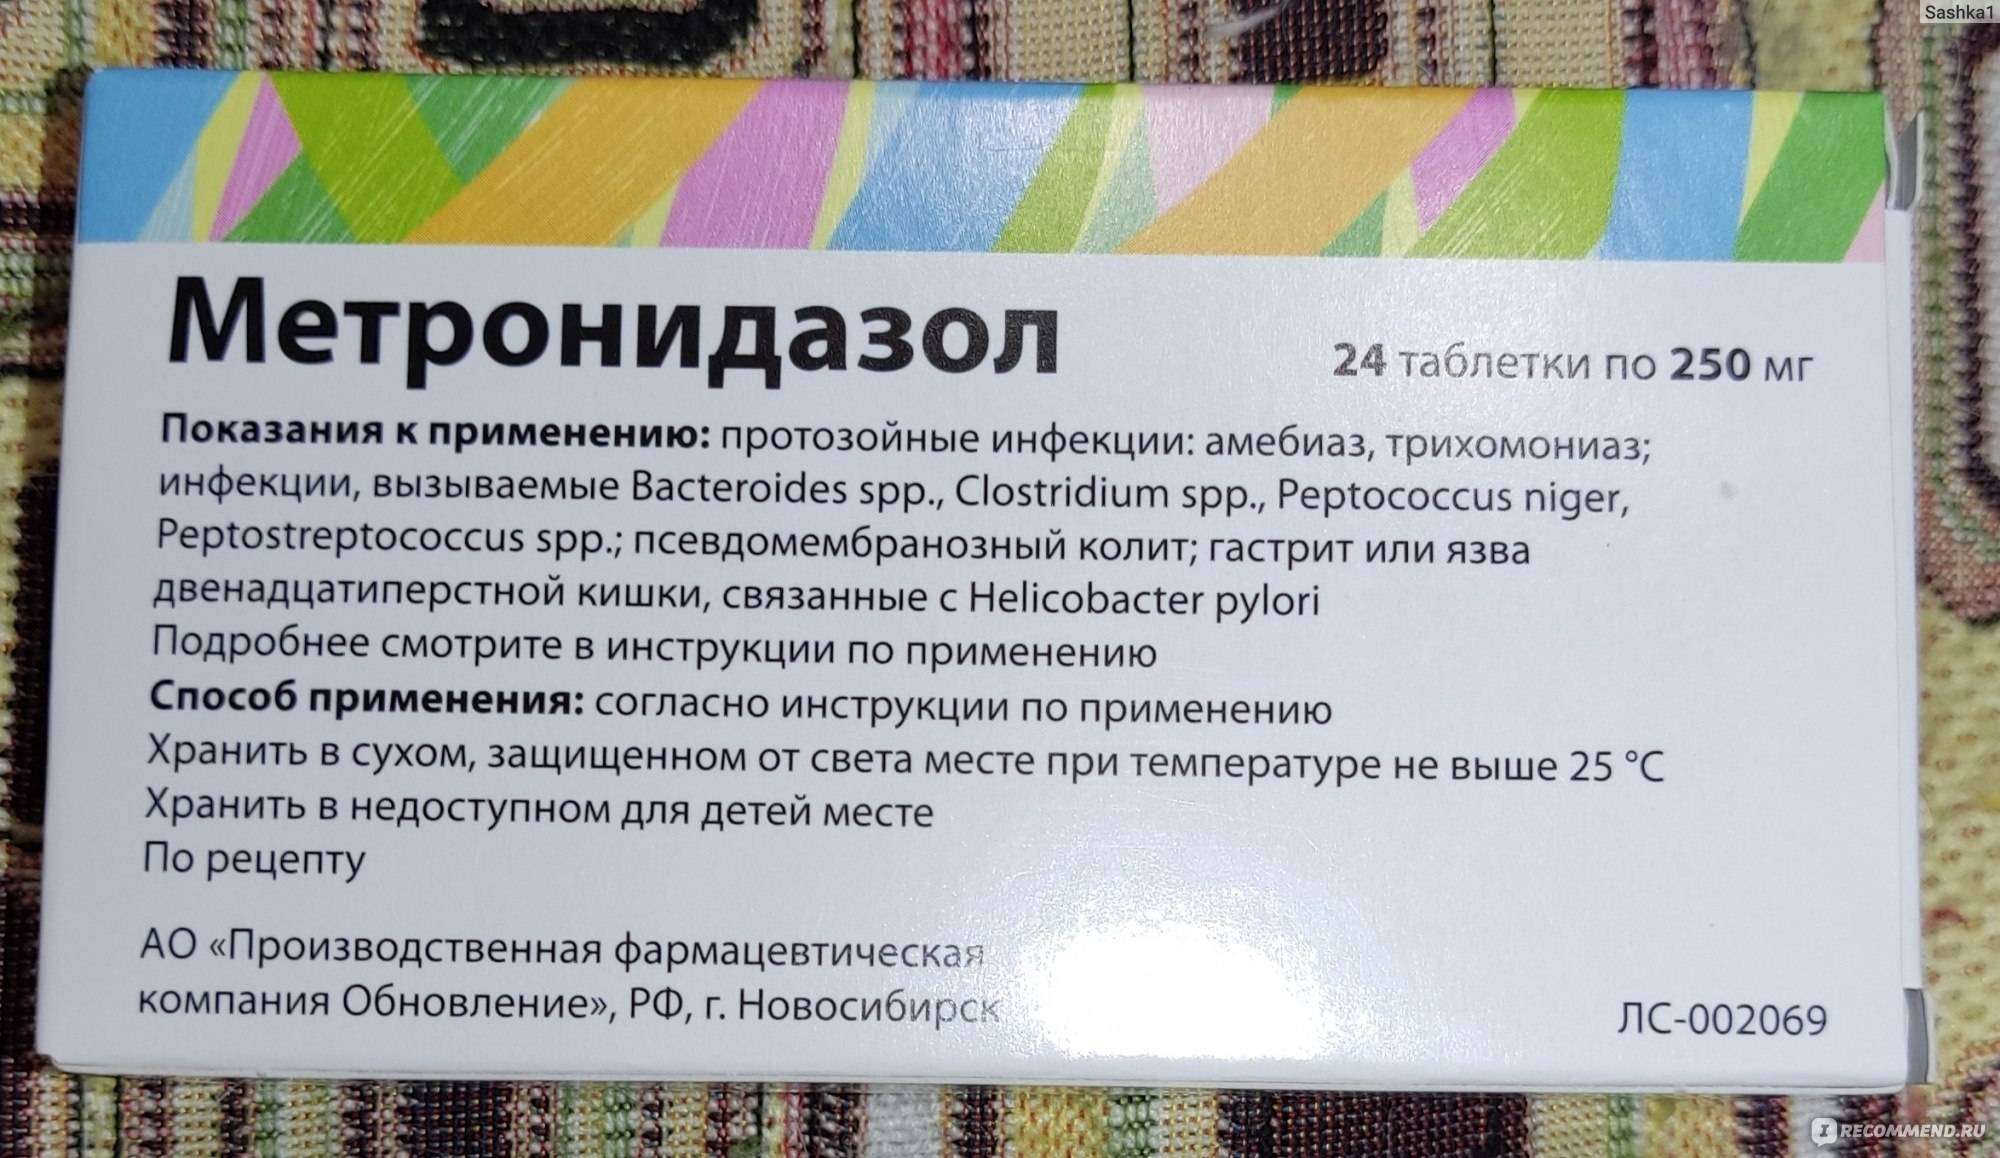 Sashka1
Метронидазол
24 таблетки по 250 мг
Показания к применению: протозойные инфекции: амебиаз, трихомониаз;
инфекции, вызываемые Bacteroides spp., Clostridium spp., Peptococcus niger,
Peptostreptococcus spp.; псевдомембранозный колит; гастрит или язва
двенадцатиперстной кишки, связанные с Helicobacter pylori
Подробнее смотрите в инструкции по применению
Способ применения: согласно инструкции по применению
Хранить в сухом, защищенном от света месте при температуре не выше 25 °C
Хранить в недоступном для детей месте
По рецепту
АО «Производственная фармацевтическая
компания Обновление», РФ, г. Новосибирск
ЛС-002069
IRECOMMEND.RU